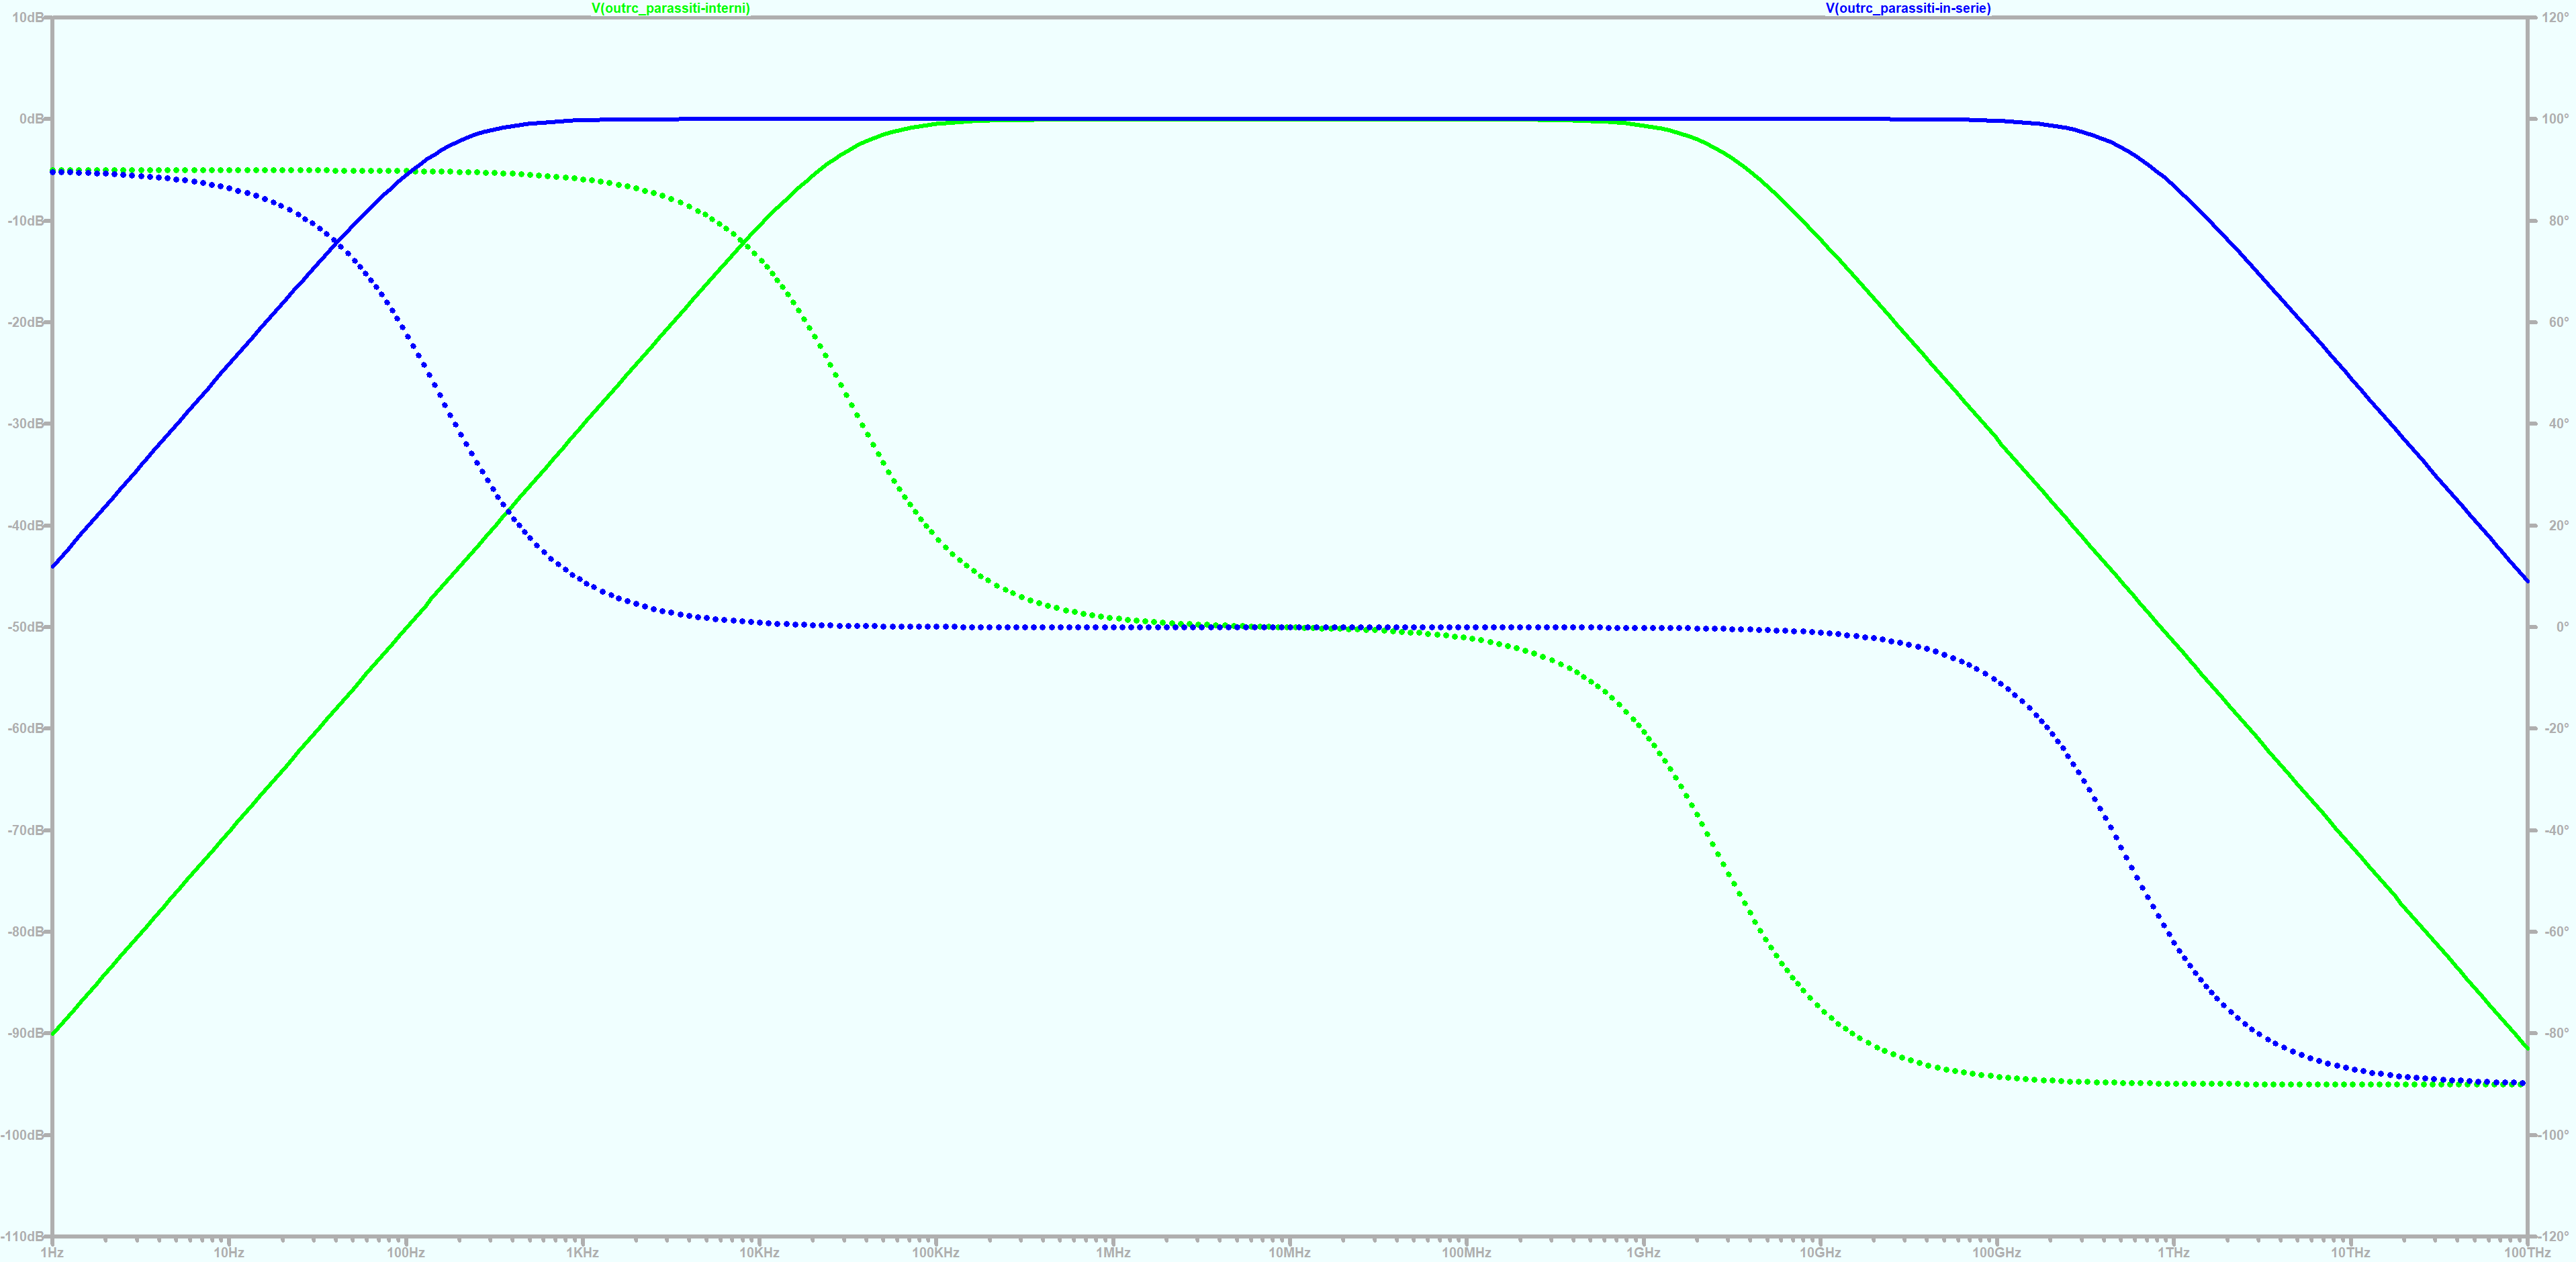 V(outrc_parassiti-interni)
V(outrc_parassiti-in-serie)
10dB
0dB
-10dB
-20dB
-30dB
-40dB
-50dB
-60dB
-70dB
-80dB
-90dB
-100dB
-110dB
120°
100°
80°
60°
40°
20°
0°
-20°
-40°
-60°
-80°
-100°
-120°
1Hz 10Hz 100Hz 1KHz 10KHz 100KHz 1MHz 10MHz 100MHz 1GHz 10GHz 100GHz 1THz 10THz 100THz